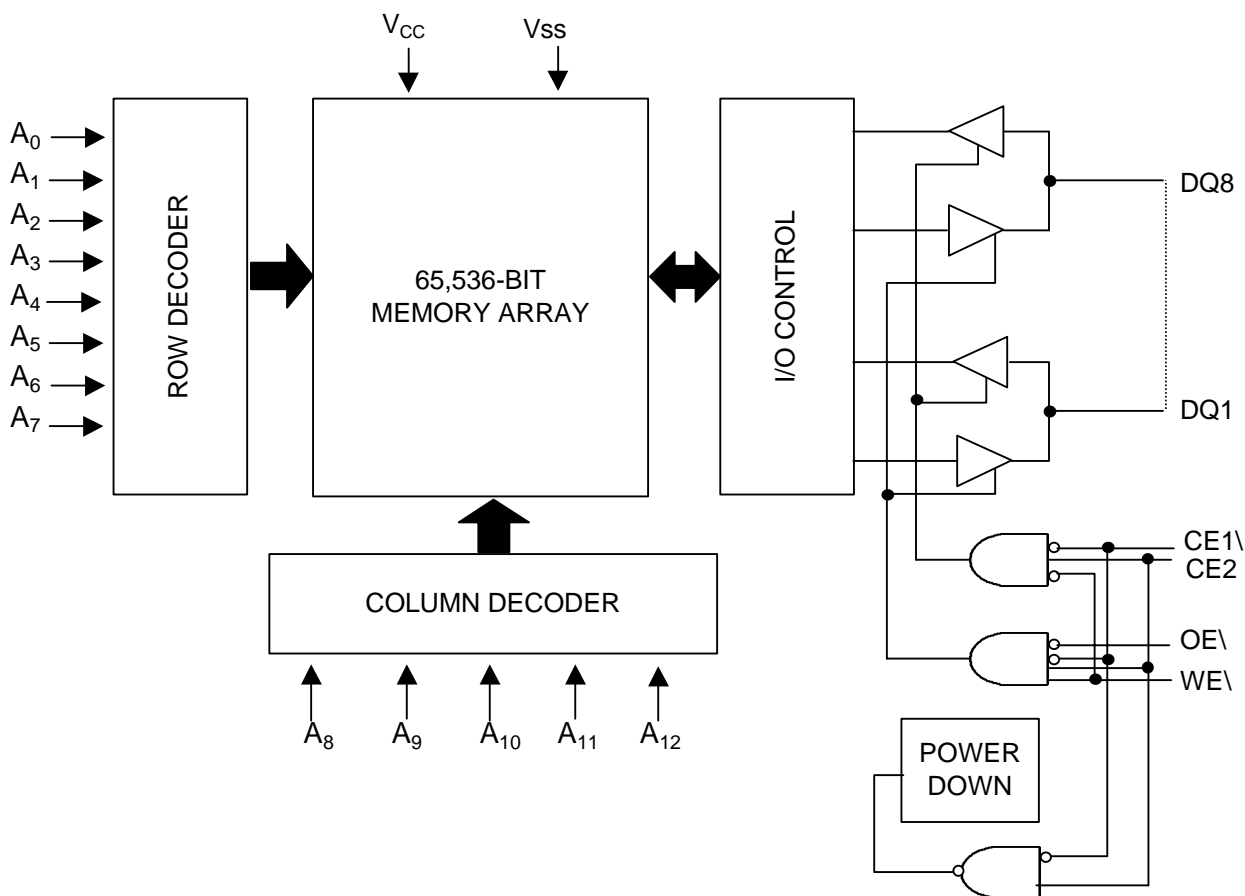 V_CC
Vss
A₀
A₁
A₂
A₃
A₄
A₅
A₆
A₇
ROW DECODER
65,536-BIT
MEMORY ARRAY
I/O CONTROL
DQ8
DQ1
COLUMN DECODER
A₈
A₉
A₁₀
A₁₁
A₁₂
CE1\
CE2
OE\
WE\
POWER
DOWN